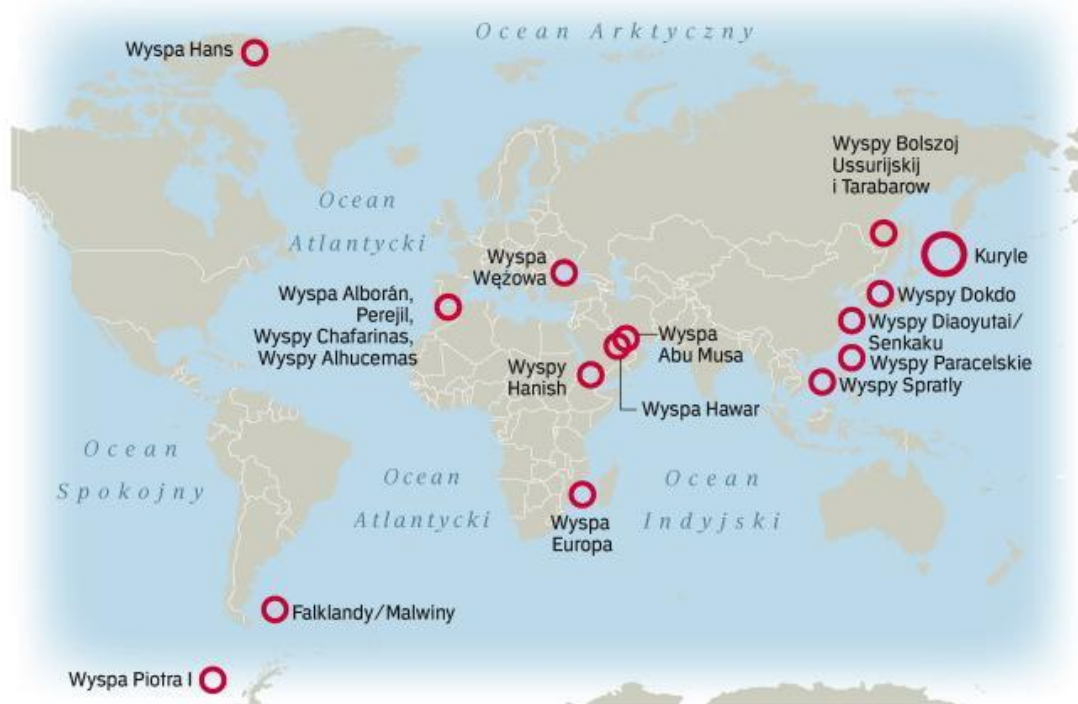 Ocean Arktyczny
Wyspa Hans
Wyspy Bolszoj
Ussurijskij
i Tarabarow
Ocean
Atlantycki
Wyspa
Wężowa
Kuryle
Wyspa Alborán,
Perejil,
Wyspy Chafarinas,
Wyspy Alhucemas
Wyspy Dokdo
Wyspy Diaoyutai/
Senkaku
Wyspa
Abu Musa
Wyspy Paracelskie
Wyspy
Hanish
Wyspy Spratly
Wyspa Hawar
Ocean
Spokojny
Ocean
Atlantycki
Ocean
Indyjski
Wyspa
Europa
Falklandy/Malwiny
Wyspa Piotra I